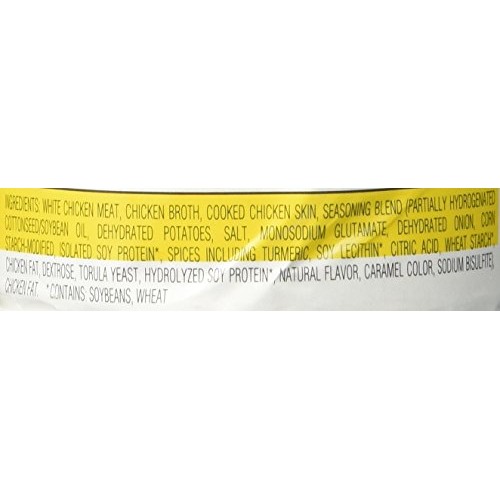 INGREDIENTS: WHITE CHICKEN MEAT, CHICKEN BROTH, COOKED CHICKEN SKIN, SEASONING BLEND (PARTIALLY HYDROGENATED
COTTONSEED/SOYBEAN OIL, DEHYDRATED POTATOES, SALT, MONOSODIUM GLUTAMATE, DEHYDRATED ONION, CORN
STARCH-MODIFIED, ISOLATED SOY PROTEIN*, SPICES INCLUDING TURMERIC, SOY LECITHIN*, CITRIC ACID, WHEAT STARCH*,
CHICKEN FAT, DEXTROSE, TORULA YEAST, HYDROLYZED SOY PROTEIN*, NATURAL FLAVOR, CARAMEL COLOR, SODIUM BISULFITE),
CHICKEN FAT. *CONTAINS SOYBEANS, WHEAT